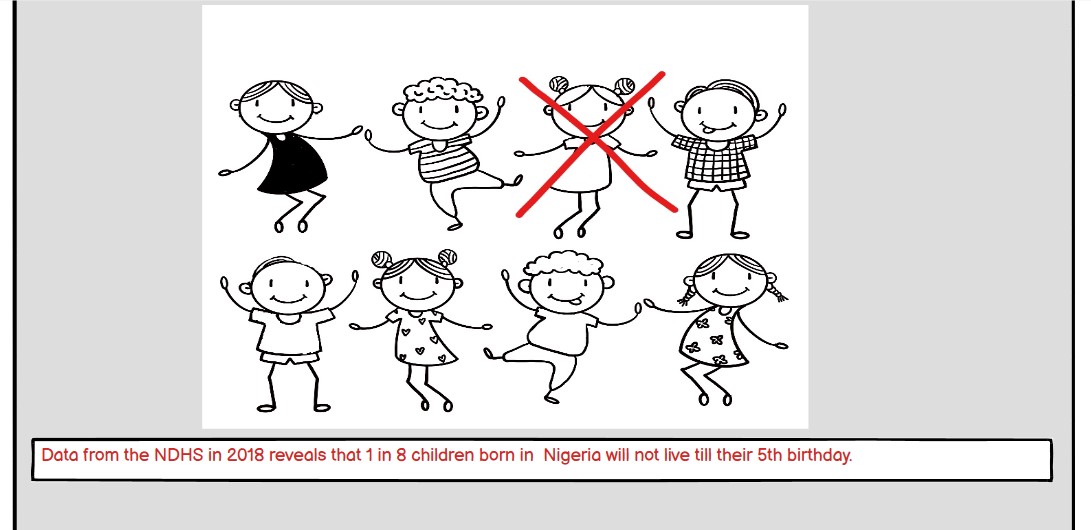 Data from the NDHS in 2018 reveals that 1 in 8 children born in  Nigeria will not live till their 5th birthday.